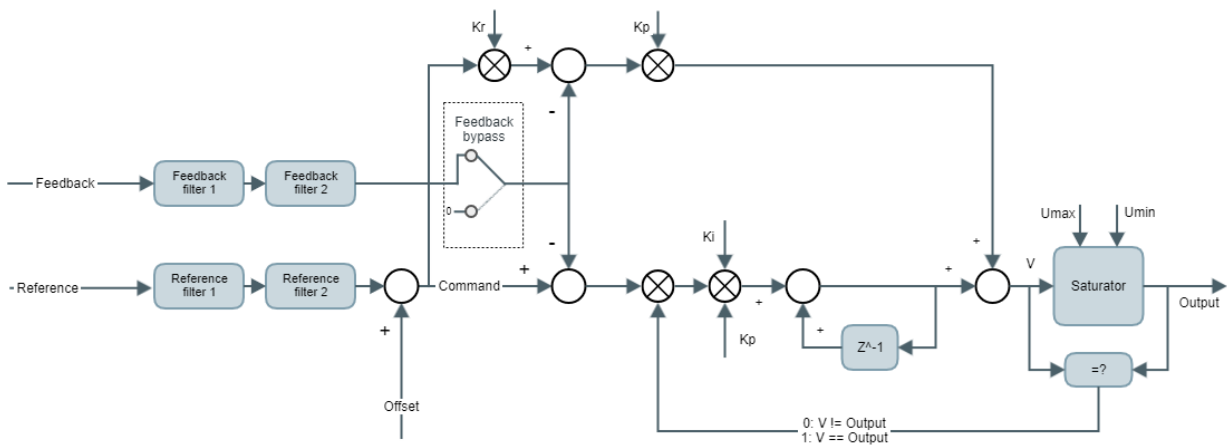 Kr
+
Kp
+
-
Feedback
bypass
Feedback
Feedback
filter 1
Feedback
filter 2
0
-
Reference
Reference
filter 1
Reference
filter 2
+
Offset
Command
+
Ki
Kp
+
+
Z^-1
+
+
V
Umax
Umin
Saturator
Output
=?
0: V != Output
1: V == Output